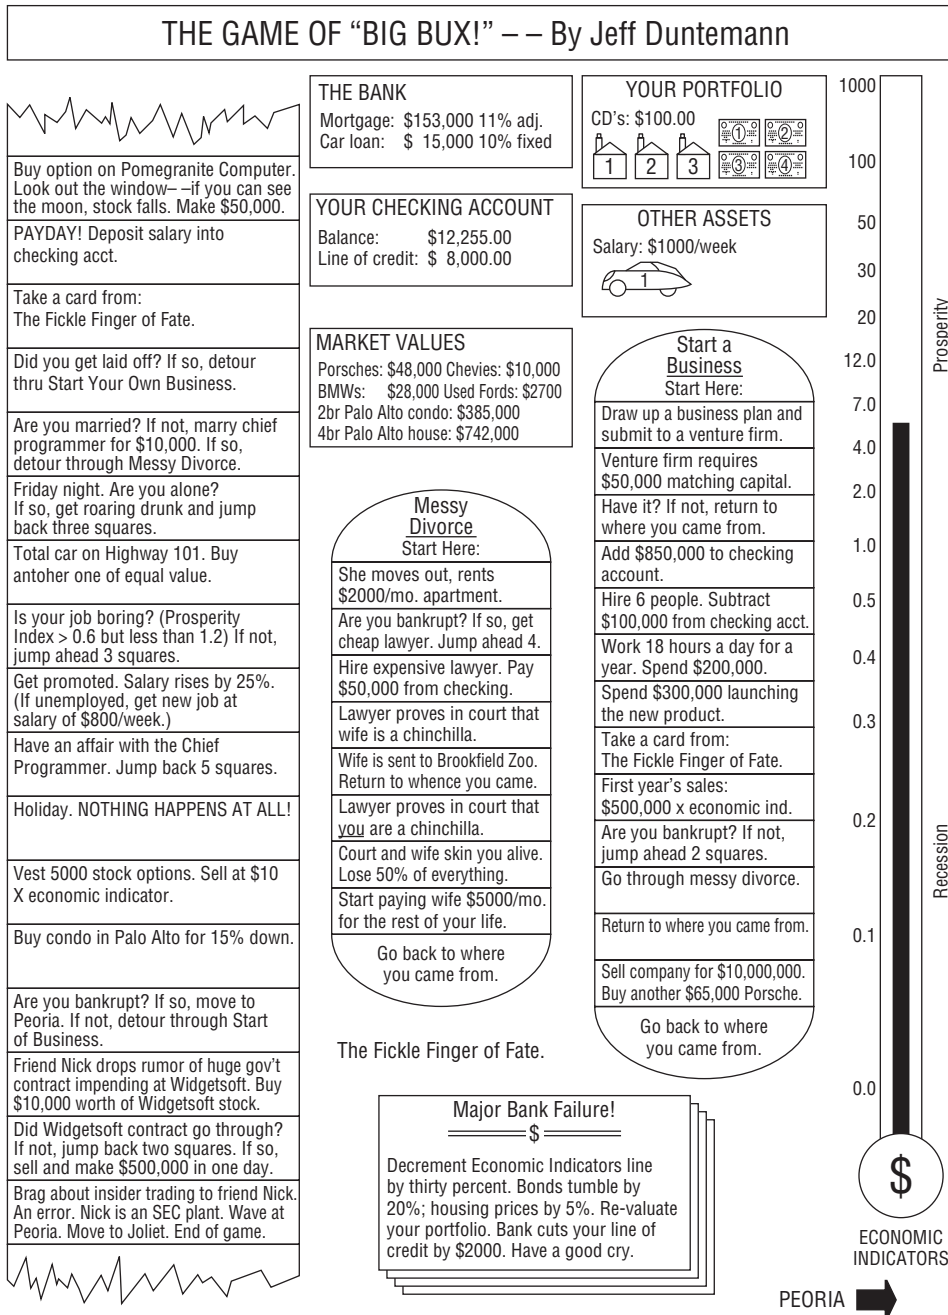 THE GAME OF “BIG BUX!” – – By Jeff Duntemann
Buy option on Pomegranite Computer.
Look out the window– –if you can see
the moon, stock falls. Make $50,000.
PAYDAY! Deposit salary into
checking acct.
Take a card from:
The Fickle Finger of Fate.
Did you get laid off? If so, detour
thru Start Your Own Business.
Are you married? If not, marry chief
programmer for $10,000. If so,
detour through Messy Divorce.
Friday night. Are you alone?
If so, get roaring drunk and jump
back three squares.
Total car on Highway 101. Buy
antoher one of equal value.
Is your job boring? (Prosperity
Index > 0.6 but less than 1.2) If not,
jump ahead 3 squares.
Get promoted. Salary rises by 25%.
(If unemployed, get new job at
salary of $800/week.)
Have an affair with the Chief
Programmer. Jump back 5 squares.
Holiday. NOTHING HAPPENS AT ALL!
Vest 5000 stock options. Sell at $10
X economic indicator.
Buy condo in Palo Alto for 15% down.
Are you bankrupt? If so, move to
Peoria. If not, detour through Start
of Business.
Friend Nick drops rumor of huge gov’t
contract impending at Widgetsoft. Buy
$10,000 worth of Widgetsoft stock.
Did Widgetsoft contract go through?
If not, jump back two squares. If so,
sell and make $500,000 in one day.
Brag about insider trading to friend Nick.
An error. Nick is an SEC plant. Wave at
Peoria. Move to Joliet. End of game.
THE BANK
Mortgage: $153,000 11% adj.
Car loan: $ 15,000 10% fixed
YOUR CHECKING ACCOUNT
Balance: $12,255.00
Line of credit: $ 8,000.00
MARKET VALUES
Porsches: $48,000 Chevies: $10,000
BMWs: $28,000 Used Fords: $2700
2br Palo Alto condo: $385,000
4br Palo Alto house: $742,000
Messy
Divorce
Start Here:
She moves out, rents
$2000/mo. apartment.
Are you bankrupt? If so, get
cheap lawyer. Jump ahead 4.
Hire expensive lawyer. Pay
$50,000 from checking.
Lawyer proves in court that
wife is a chinchilla.
Wife is sent to Brookfield Zoo.
Return to whence you came.
Lawyer proves in court that
you are a chinchilla.
Court and wife skin you alive.
Lose 50% of everything.
Start paying wife $5000/mo.
for the rest of your life.
Go back to where
you came from.
The Fickle Finger of Fate.
Major Bank Failure!
$
Decrement Economic Indicators line
by thirty percent. Bonds tumble by
20%; housing prices by 5%. Re-valuate
your portfolio. Bank cuts your line of
credit by $2000. Have a good cry.
YOUR PORTFOLIO
CD’s: $100.00
1 2 3
1 2
3 4
OTHER ASSETS
Salary: $1000/week
1
Start a
Business
Start Here:
Draw up a business plan and
submit to a venture firm.
Venture firm requires
$50,000 matching capital.
Have it? If not, return to
where you came from.
Add $850,000 to checking
account.
Hire 6 people. Subtract
$100,000 from checking acct.
Work 18 hours a day for a
year. Spend $200,000.
Spend $300,000 launching
the new product.
Take a card from:
The Fickle Finger of Fate.
First year’s sales:
$500,000 x economic ind.
Are you bankrupt? If not,
jump ahead 2 squares.
Go through messy divorce.
Return to where you came from.
Sell company for $10,000,000.
Buy another $65,000 Porsche.
Go back to where
you came from.
1000
100
50
30
20
12.0
7.0
4.0
2.0
1.0
0.5
0.4
0.3
0.2
0.1
0.0
Prosperity
Recession
$
ECONOMIC
INDICATORS
PEORIA